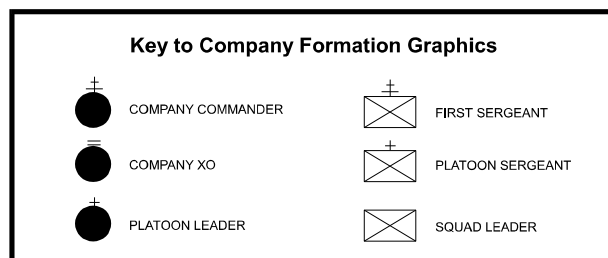 Key to Company Formation Graphics
COMPANY COMMANDER
FIRST SERGEANT
COMPANY XO
PLATOON SERGEANT
PLATOON LEADER
SQUAD LEADER